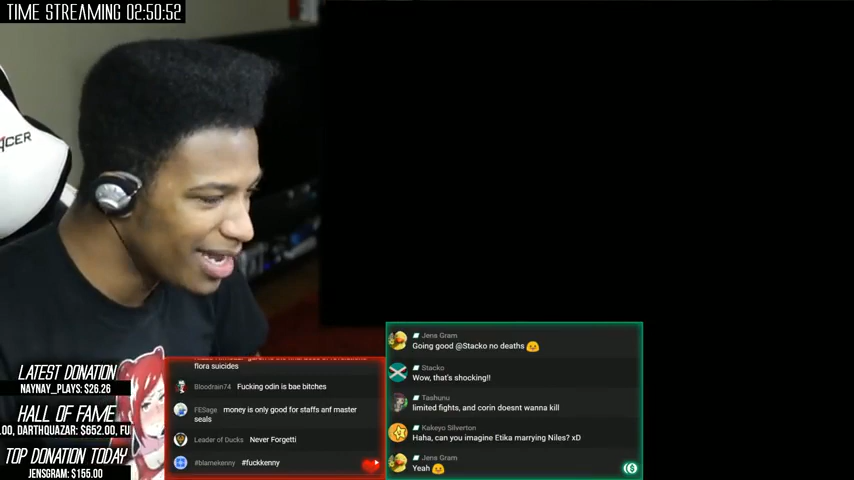 TIME STREAMING 02:50:52
ACER
LATEST DONATION
NAYNAY_PLAYS: $26.26
HALL OF FAME
.00, DARTHQUAZAR: $652.00, FU
TOP DONATION TODAY
JENSGRAM: $155.00
flora suicides
Bloodrain74 Fucking odin is bae bitches
FESage money is only good for staffs anf master
seals
Leader of Ducks Never Forgetti
#blamekenny #fuckkenny
Jens Gram
Going good @Stacko no deaths
Stacko
Wow, that's shocking!!
Tashunu
limited fights, and corin doesnt wanna kill
Kakeyo Silverton
Haha, can you imagine Etika marrying Niles? xD
Jens Gram
Yeah